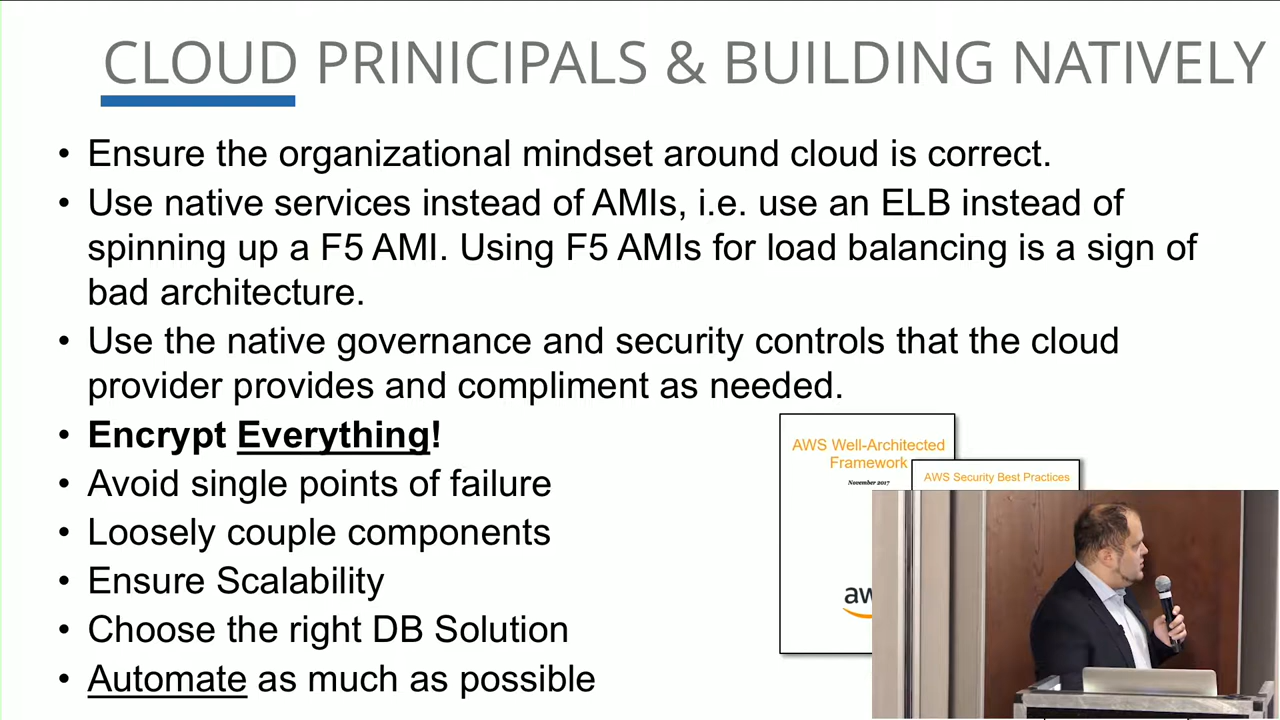 CLOUD PRINICIPALS & BUILDING NATIVELY
• Ensure the organizational mindset around cloud is correct.
• Use native services instead of AMIs, i.e. use an ELB instead of
spinning up a F5 AMI. Using F5 AMIs for load balancing is a sign of
bad architecture.
• Use the native governance and security controls that the cloud
provider provides and compliment as needed.
• Encrypt Everything!
• Avoid single points of failure
• Loosely couple components
• Ensure Scalability
• Choose the right DB Solution
• Automate as much as possible
AWS Well-Architected
Framework
November 2017
aw
AWS Security Best Practices